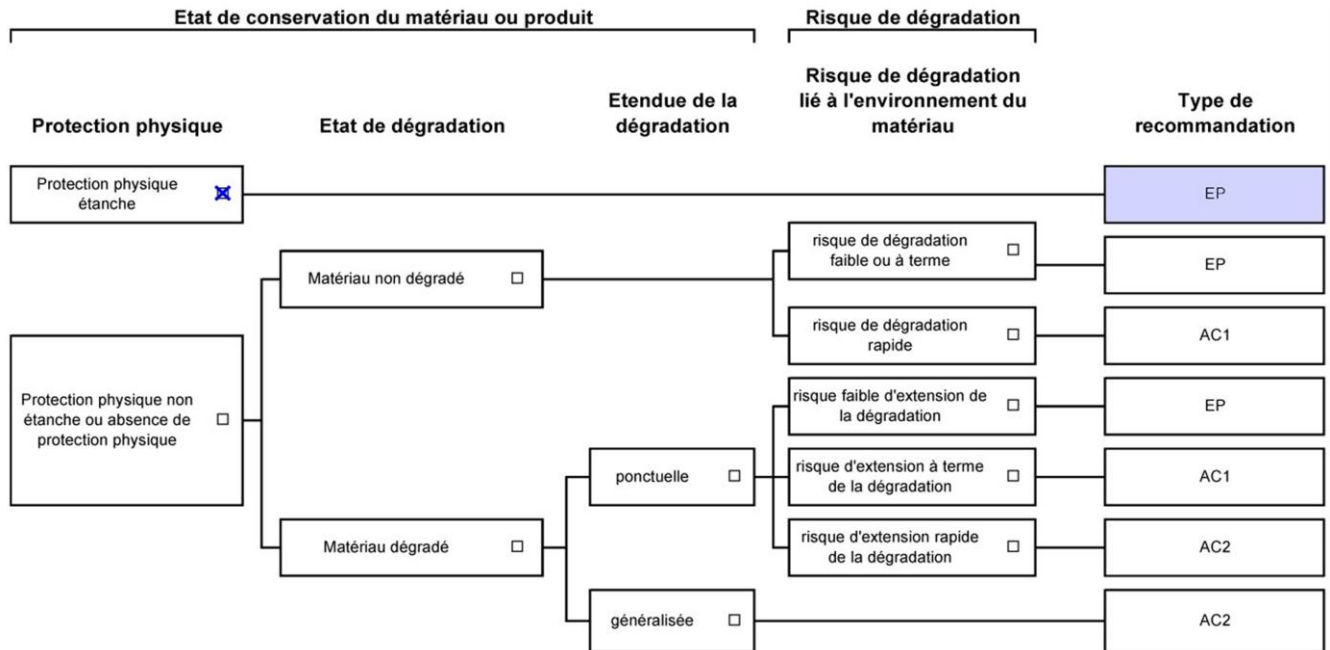 Etat de conservation du matériau ou produit
Risque de dégradation
Protection physique
Etat de dégradation
Etendue de la
dégradation
Risque de dégradation
lié à l'environnement du
matériau
Type de
recommandation
Protection physique
étanche
EP
Protection physique non
étanche ou absence de
protection physique
Matériau non dégradé
risque de dégradation
faible ou à terme
EP
risque de dégradation
rapide
AC1
Matériau dégradé
ponctuelle
risque faible d'extension de
la dégradation
EP
risque d'extension à terme
de la dégradation
AC1
risque d'extension rapide
de la dégradation
AC2
généralisée
AC2